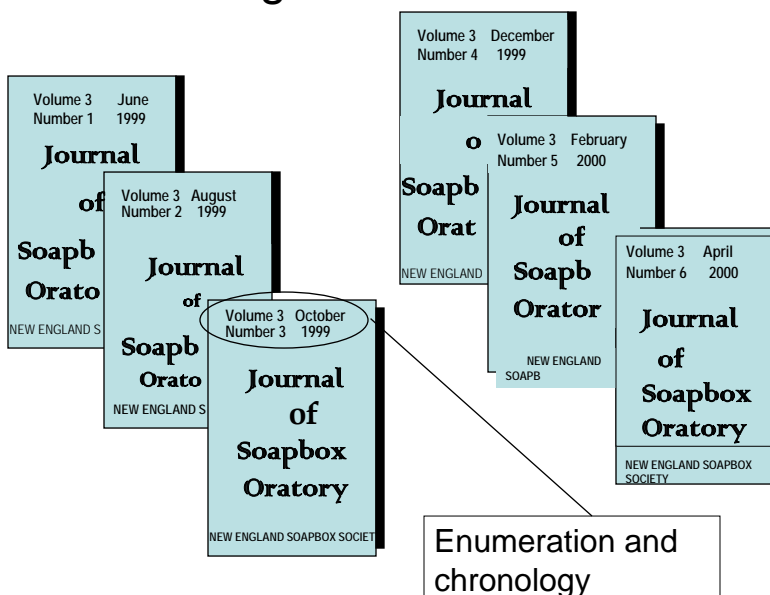 g
Volume 3 June
Number 1 1999
Journal
of
Soapb
Orato
NEW ENGLAND S
Volume 3 August
Number 2 1999
Journal
of
Soapb
Orato
NEW ENGLAND S
Volume 3 October
Number 3 1999
Journal
of
Soapbox
Oratory
NEW ENGLAND SOAPBOX SOCIET
Volume 3 December
Number 4 1999
Journal
o
Soapb
Orat
NEW ENGLAND
Volume 3 February
Number 5 2000
Journal
of
Soapb
Orator
NEW ENGLAND
SOAPB
Volume 3 April
Number 6 2000
Journal
of
Soapbox
Oratory
NEW ENGLAND SOAPBOX
SOCIETY
Enumeration and
chronology